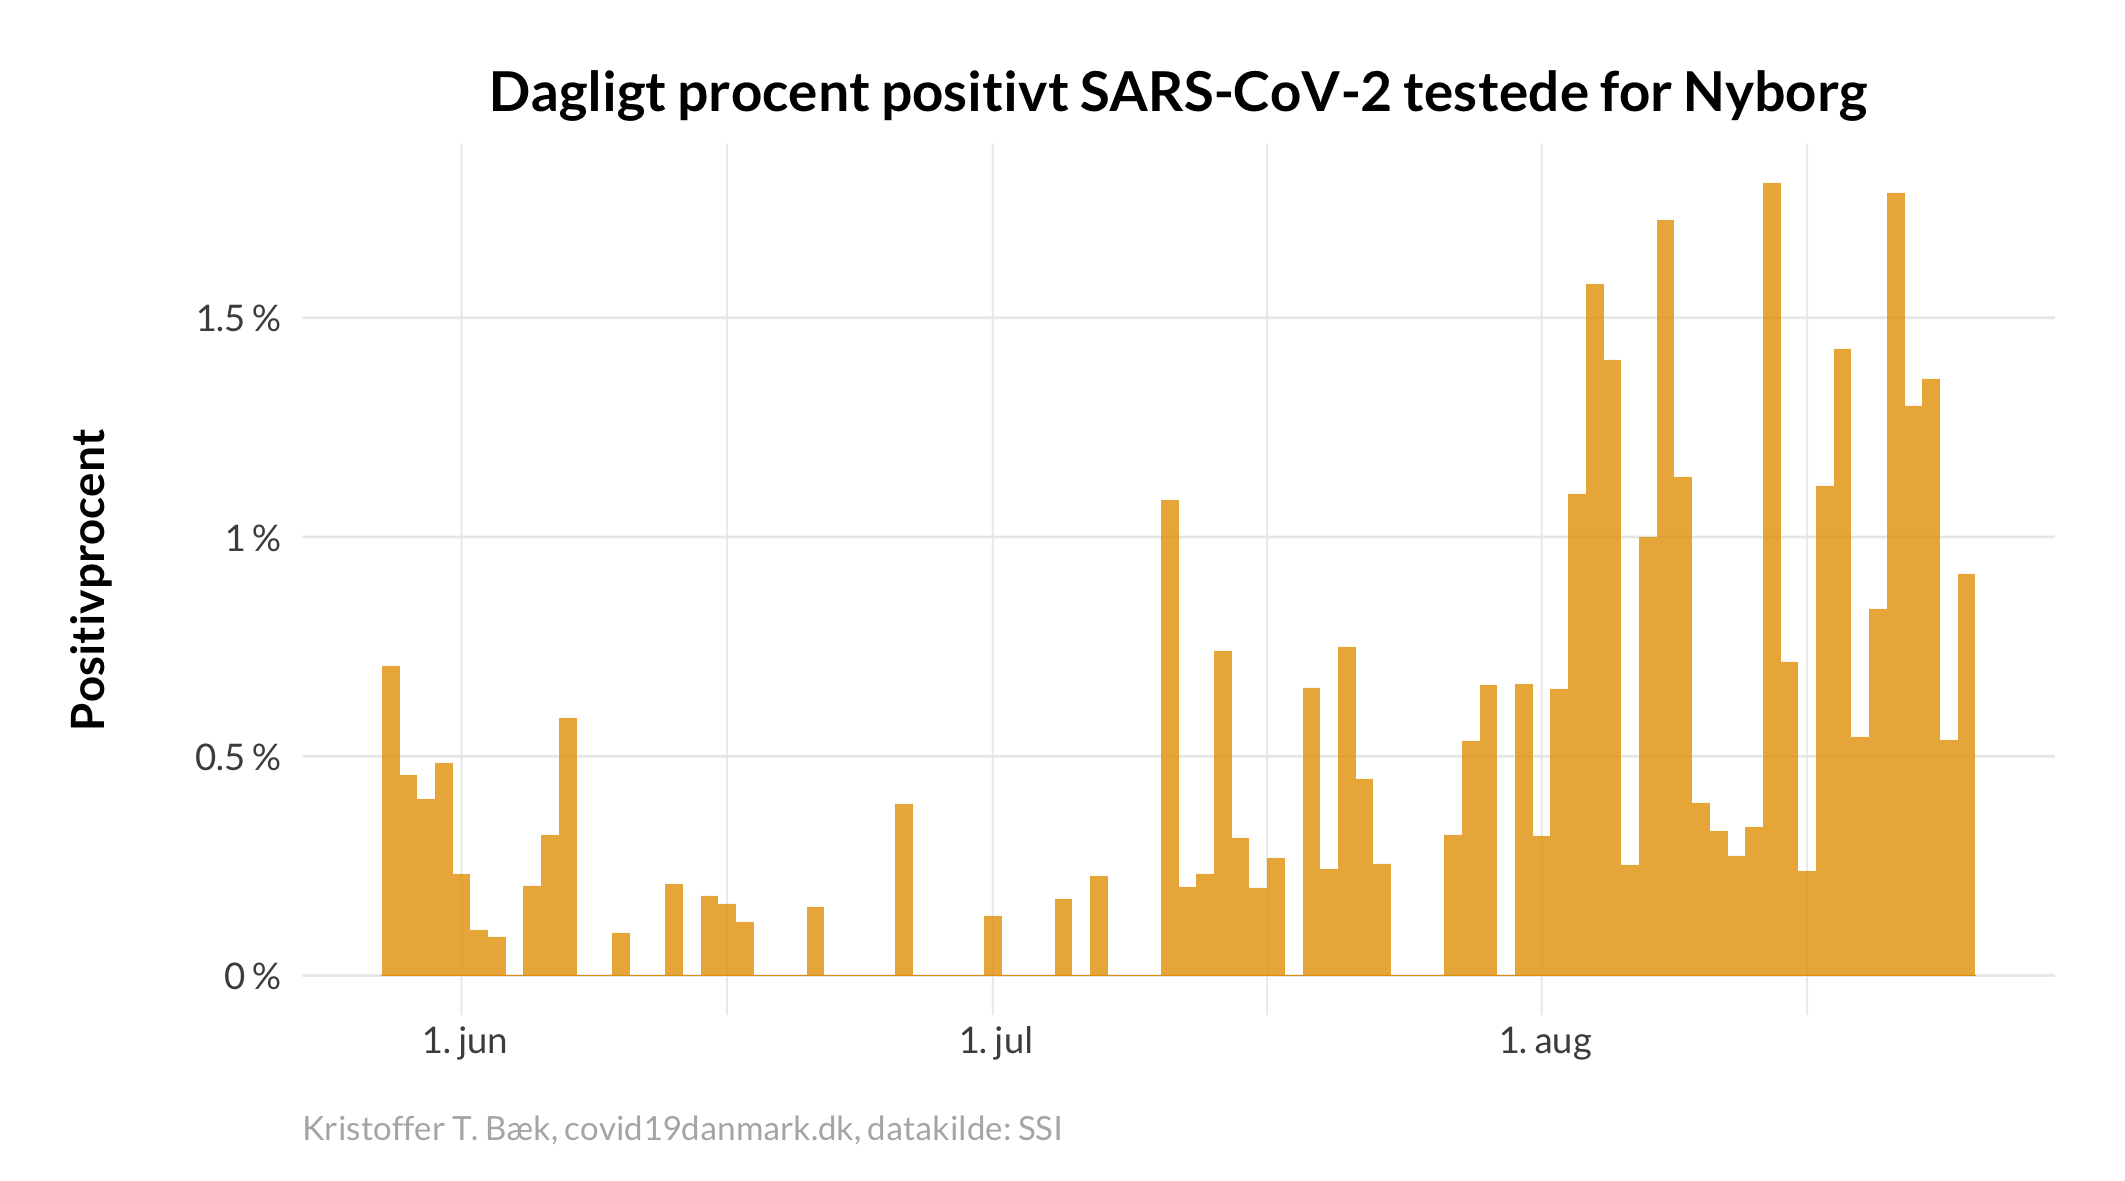 Dagligt procent positivt SARS-CoV-2 testede for Nyborg
Positivprocent
1.5 %
1 %
0.5 %
0 %
1. jun
1. jul
1. aug
Kristoffer T. Bæk, covid19danmark.dk, datakilde: SSI